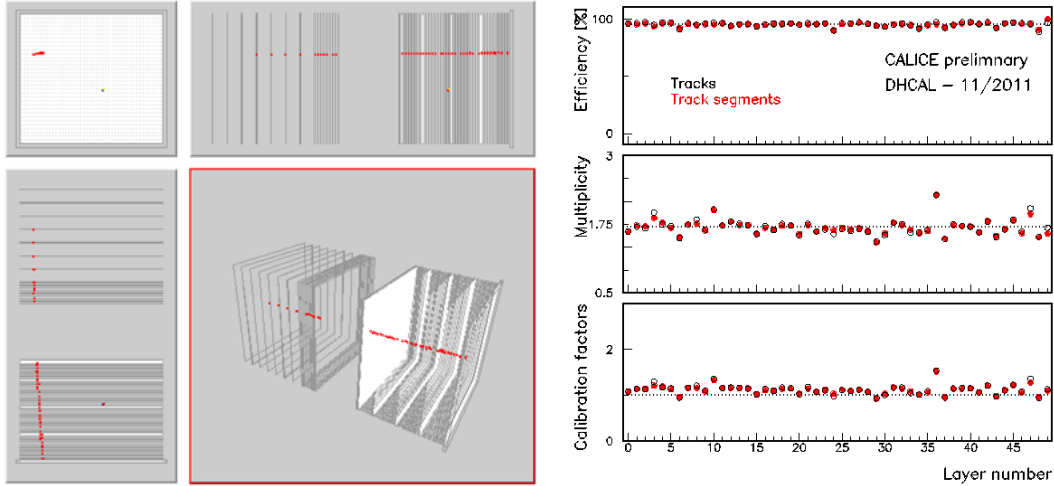 Efficiency [%]
100
0
CALICE prelimnary
DHCAL - 11/2011
Tracks
Track segments
Multiplicity
3
1.75
0.5
Calibration factors
2
0
0 5 10 15 20 25 30 35 40 45
Layer number